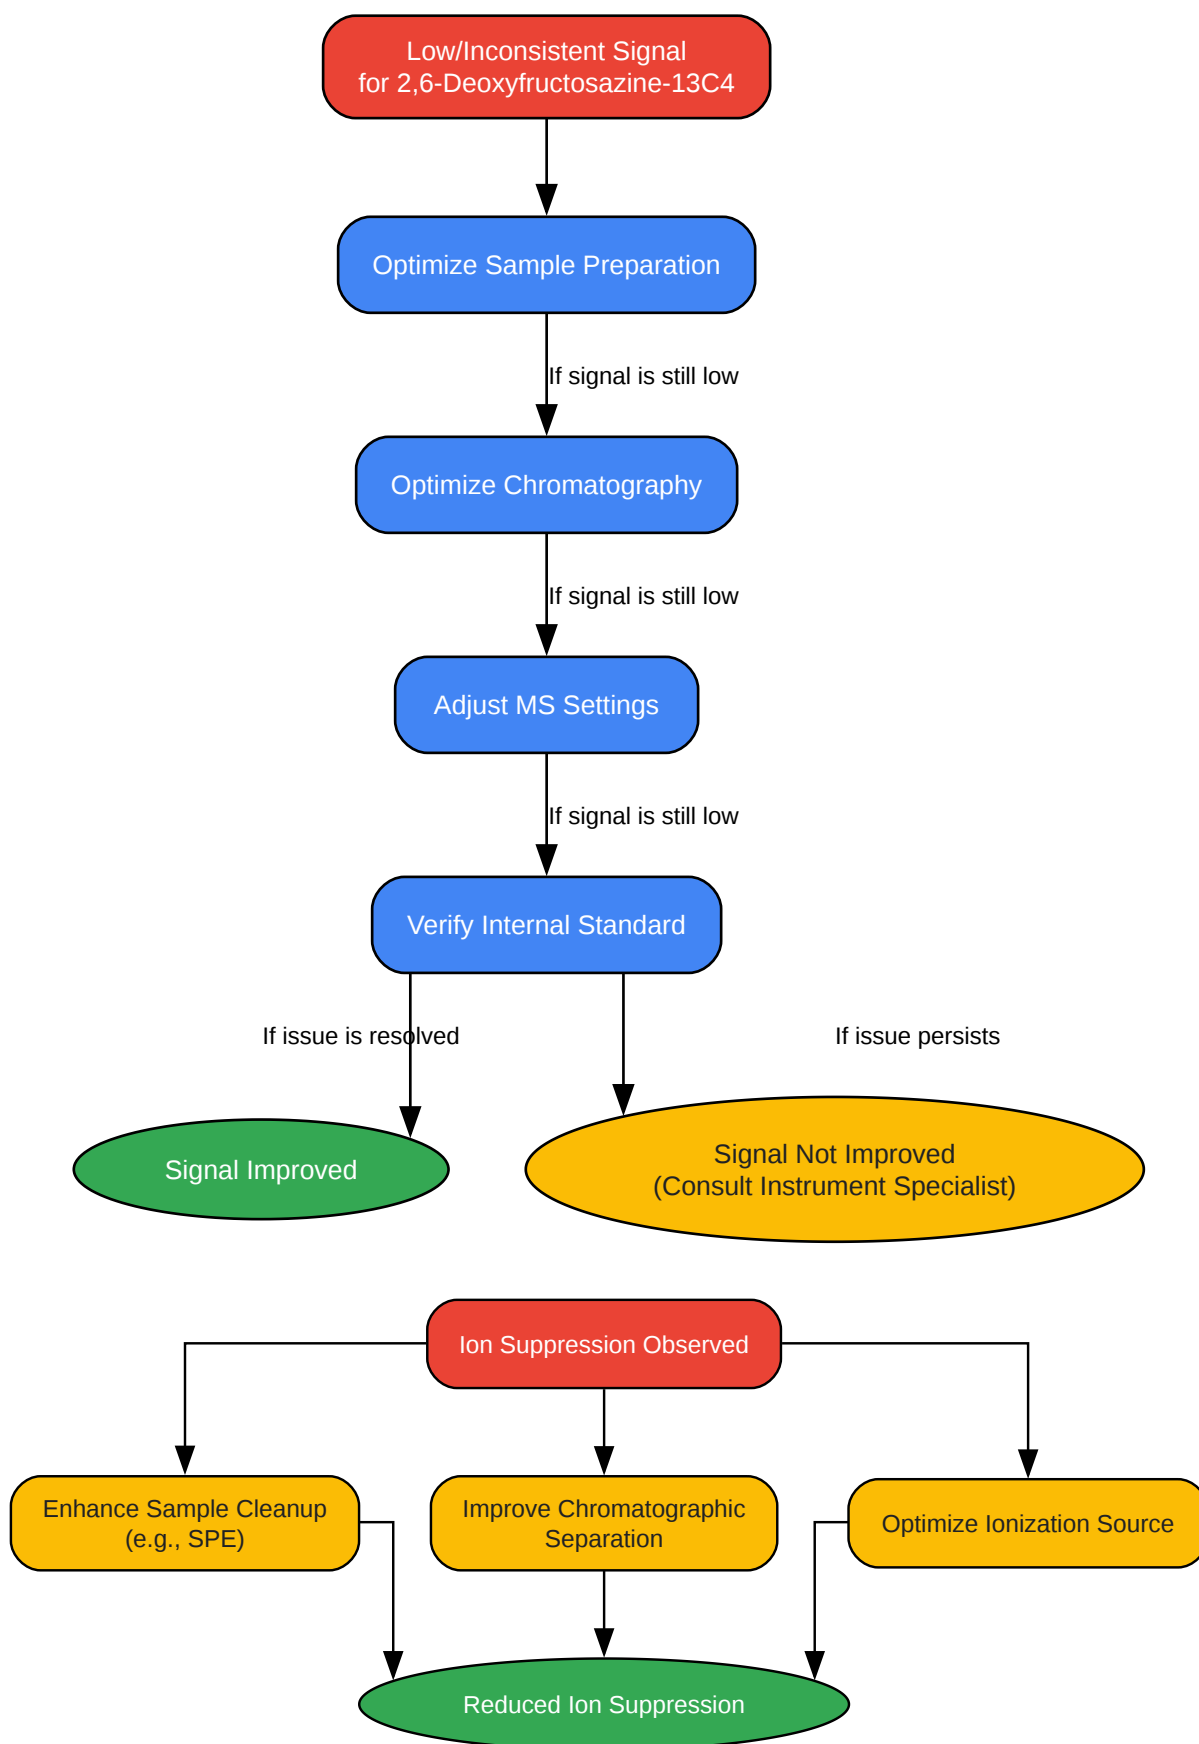 Low/Inconsistent Signal
for 2,6-Deoxyfructosazine-13C4
Optimize Sample Preparation
If signal is still low
Optimize Chromatography
If signal is still low
Adjust MS Settings
If signal is still low
Verify Internal Standard
If issue is resolved
If issue persists
Signal Improved
Signal Not Improved
(Consult Instrument Specialist)
Ion Suppression Observed
Enhance Sample Cleanup
(e.g., SPE)
Improve Chromatographic
Separation
Optimize Ionization Source
Reduced Ion Suppression